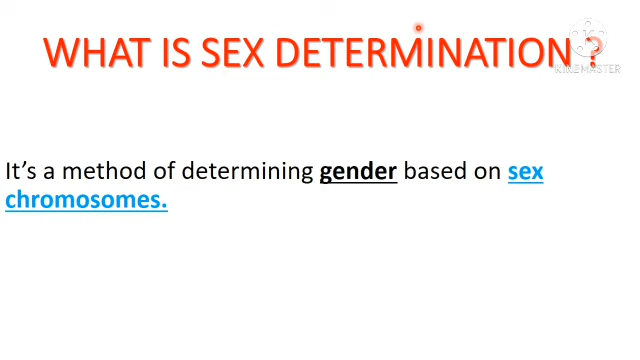 WHAT IS SEX DETERMINATION ?
KINEMASTER
It's a method of determining gender based on sex
chromosomes.